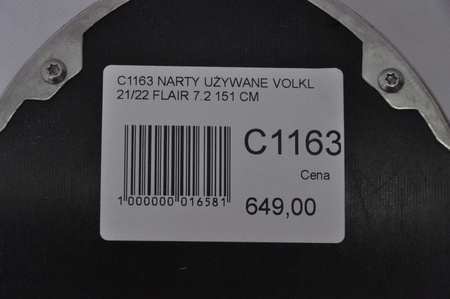 C1163 NARTY UŻYWANE VOLKL
21/22 FLAIR 7.2 151 CM
C1163
Cena
649,00
1 000000 016581